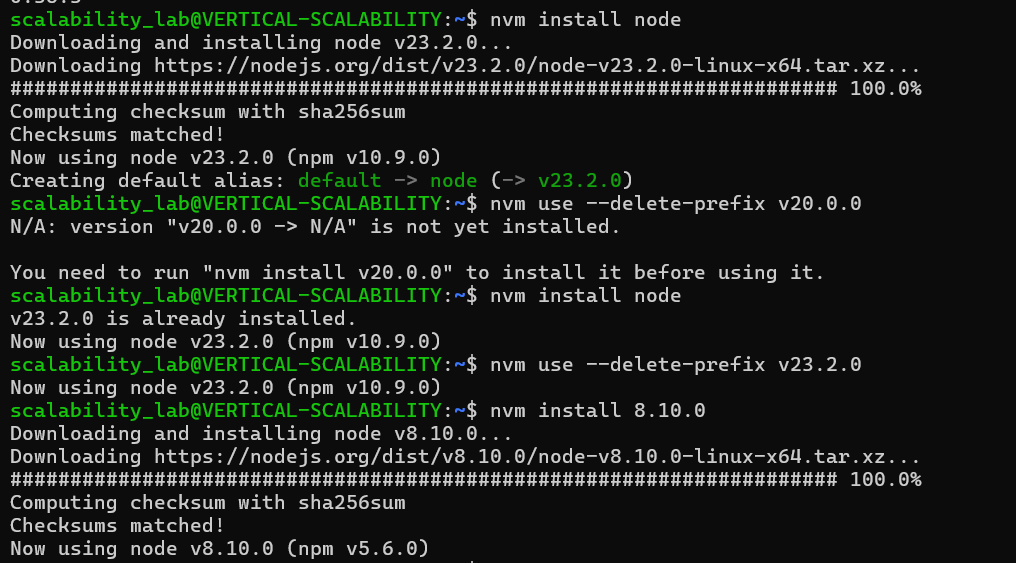 scalability_lab@VERTICAL-SCALABILITY:~$ nvm install node
Downloading and installing node v23.2.0...
Downloading https://nodejs.org/dist/v23.2.0/node-v23.2.0-linux-x64.tar.xz...
##################################################################### 100.0%
Computing checksum with sha256sum
Checksums matched!
Now using node v23.2.0 (npm v10.9.0)
Creating default alias: default -> node (-> v23.2.0)
scalability_lab@VERTICAL-SCALABILITY:~$ nvm use --delete-prefix v20.0.0
N/A: version "v20.0.0 -> N/A" is not yet installed.
You need to run "nvm install v20.0.0" to install it before using it.
scalability_lab@VERTICAL-SCALABILITY:~$ nvm install node
v23.2.0 is already installed.
Now using node v23.2.0 (npm v10.9.0)
scalability_lab@VERTICAL-SCALABILITY:~$ nvm use --delete-prefix v23.2.0
Now using node v23.2.0 (npm v10.9.0)
scalability_lab@VERTICAL-SCALABILITY:~$ nvm install 8.10.0
Downloading and installing node v8.10.0...
Downloading https://nodejs.org/dist/v8.10.0/node-v8.10.0-linux-x64.tar.xz...
##################################################################### 100.0%
Computing checksum with sha256sum
Checksums matched!
Now using node v8.10.0 (npm v5.6.0)